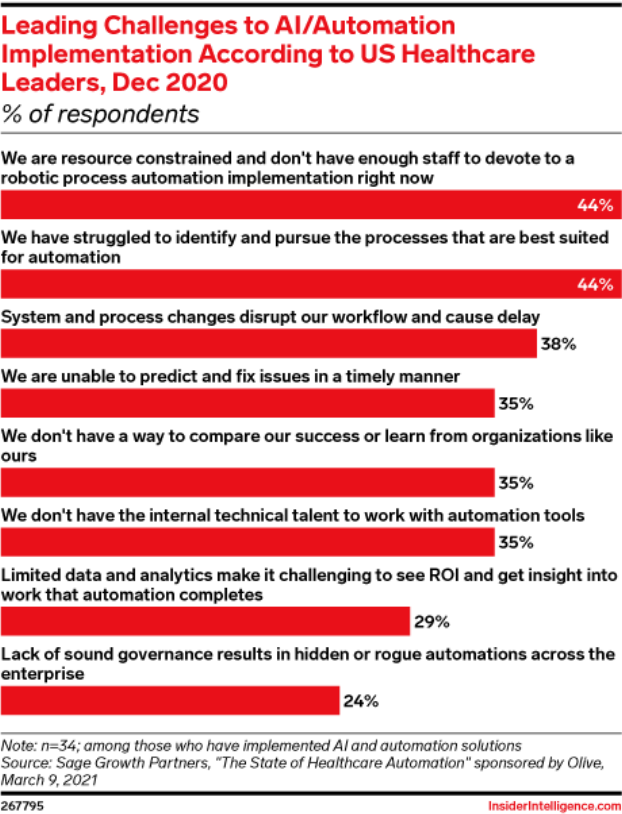 Leading Challenges to AI/Automation
Implementation According to US Healthcare
Leaders, Dec 2020
% of respondents
We are resource constrained and don't have enough staff to devote to a
robotic process automation implementation right now
44%
We have struggled to identify and pursue the processes that are best suited
for automation
44%
System and process changes disrupt our workflow and cause delay
38%
We are unable to predict and fix issues in a timely manner
35%
We don't have a way to compare our success or learn from organizations like
ours
35%
We don't have the internal technical talent to work with automation tools
35%
Limited data and analytics make it challenging to see ROI and get insight into
work that automation completes
29%
Lack of sound governance results in hidden or rogue automations across the
enterprise
24%
Note: n=34; among those who have implemented AI and automation solutions
Source: Sage Growth Partners, "The State of Healthcare Automation" sponsored by Olive,
March 9, 2021
267795 InsiderIntelligence.com